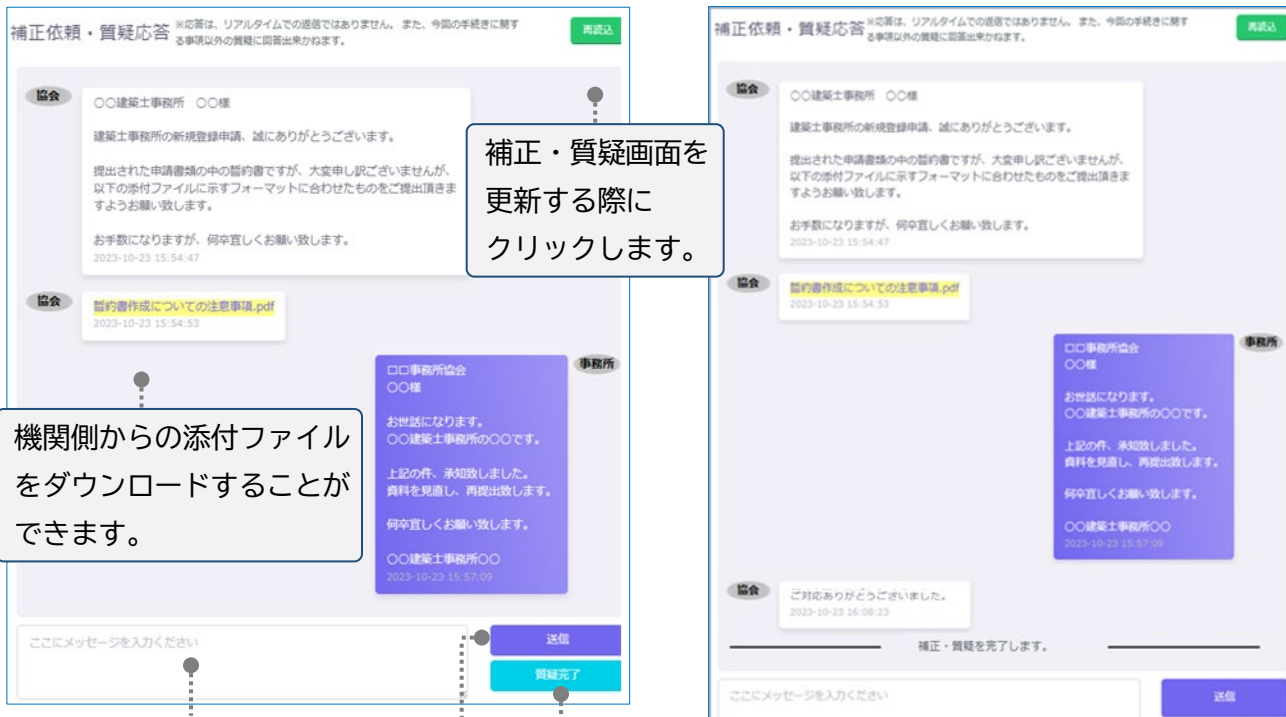 補正依頼・質疑応答
※応答は、リアルタイムでの返信ではありません。また、今回の手続きに関す
る事項以外の質疑に回答出来かねます。
再読込
協会
〇〇建築士事務所 〇〇様
建築士事務所の新規登録申請、誠にありがとうございます。
提出された申請書類の中の誓約書ですが、大変申し訳ございませんが、
以下の添付ファイルに示すフォーマットに合わせたものをご提出頂きま
すようお願い致します。
お手数になりますが、何卒宜しくお願い致します。
2023-10-23 15:54:47
補正・質疑画面を
更新する際に
クリックします。
協会
誓約書作成についての注意事項.pdf
2023-10-23 15:54:53
機関側からの添付ファイル
をダウンロードすることが
できます。
事務所
□□事務所協会
〇〇様
お世話になります。
〇〇建築士事務所の〇〇です。
上記の件、承知致しました。
資料を見直し、再提出致します。
何卒宜しくお願い致します。
〇〇建築士事務所〇〇
2023-10-23 15:57:09
ここにメッセージを入力ください
送信
質疑完了
補正依頼・質疑応答
※応答は、リアルタイムでの返信ではありません。また、今回の手続きに関す
る事項以外の質疑に回答出来かねます。
再読込
協会
〇〇建築士事務所 〇〇様
建築士事務所の新規登録申請、誠にありがとうございます。
提出された申請書類の中の誓約書ですが、大変申し訳ございませんが、
以下の添付ファイルに示すフォーマットに合わせたものをご提出頂きま
すようお願い致します。
お手数になりますが、何卒宜しくお願い致します。
2023-10-23 15:54:47
協会
誓約書作成についての注意事項.pdf
2023-10-23 15:54:53
事務所
□□事務所協会
〇〇様
お世話になります。
〇〇建築士事務所の〇〇です。
上記の件、承知致しました。
資料を見直し、再提出致します。
何卒宜しくお願い致します。
〇〇建築士事務所〇〇
2023-10-23 15:57:09
協会
ご対応ありがとうございました。
2023-10-23 16:08:23
補正・質疑を完了します。
ここにメッセージを入力ください
送信